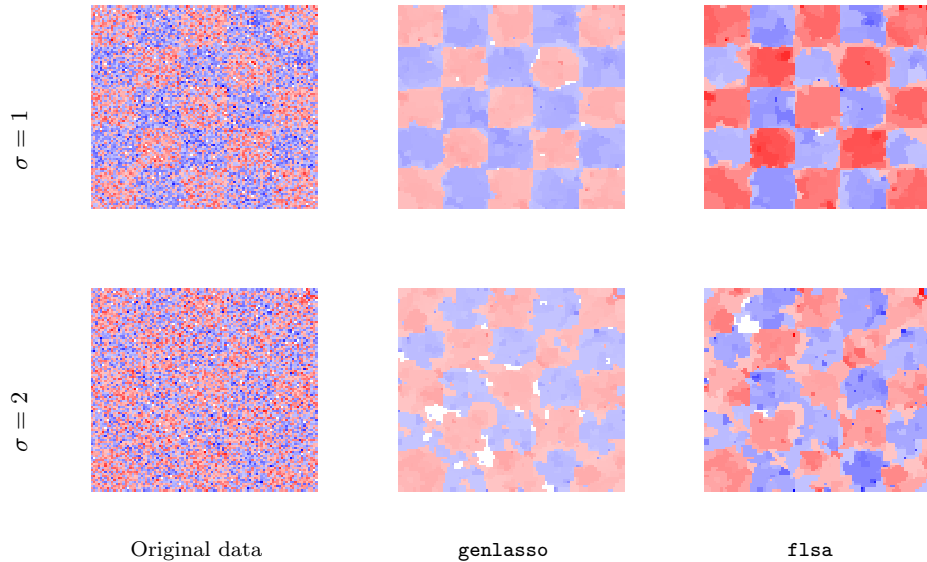 σ = 1
σ = 2
Original data
genlasso
flsa